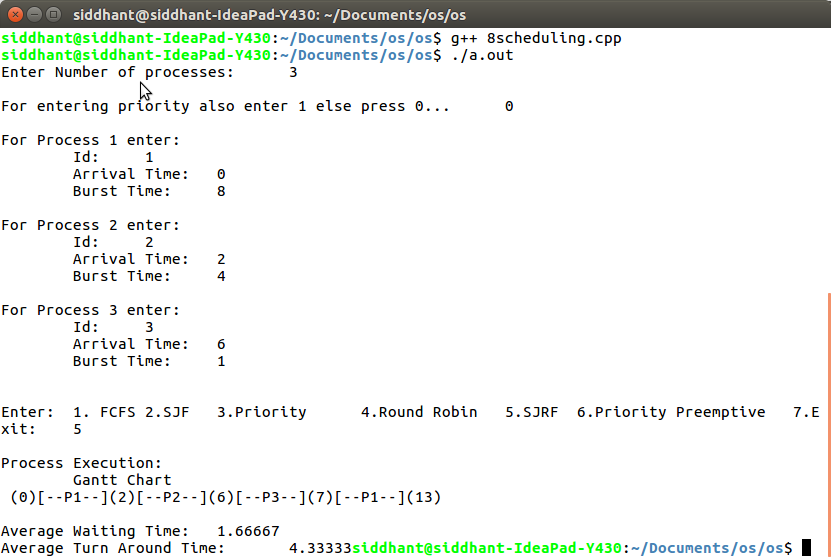 siddhant@siddhant-IdeaPad-Y430: ~/Documents/os/os
siddhant@siddhant-IdeaPad-Y430:~/Documents/os/os$ g++ 8scheduling.cpp
siddhant@siddhant-IdeaPad-Y430:~/Documents/os/os$ ./a.out
Enter Number of processes: 3
For entering priority also enter 1 else press 0... 0
For Process 1 enter:
Id: 1
Arrival Time: 0
Burst Time: 8
For Process 2 enter:
Id: 2
Arrival Time: 2
Burst Time: 4
For Process 3 enter:
Id: 3
Arrival Time: 6
Burst Time: 1
Enter: 1. FCFS 2.SJF 3.Priority 4.Round Robin 5.SJRF 6.Priority Preemptive 7.E
xit: 5
Process Execution:
Gantt Chart
(0)[--P1--](2)[--P2--](6)[--P3--](7)[--P1--](13)
Average Waiting Time: 1.66667
Average Turn Around Time: 4.33333siddhant@siddhant-IdeaPad-Y430:~/Documents/os/os$